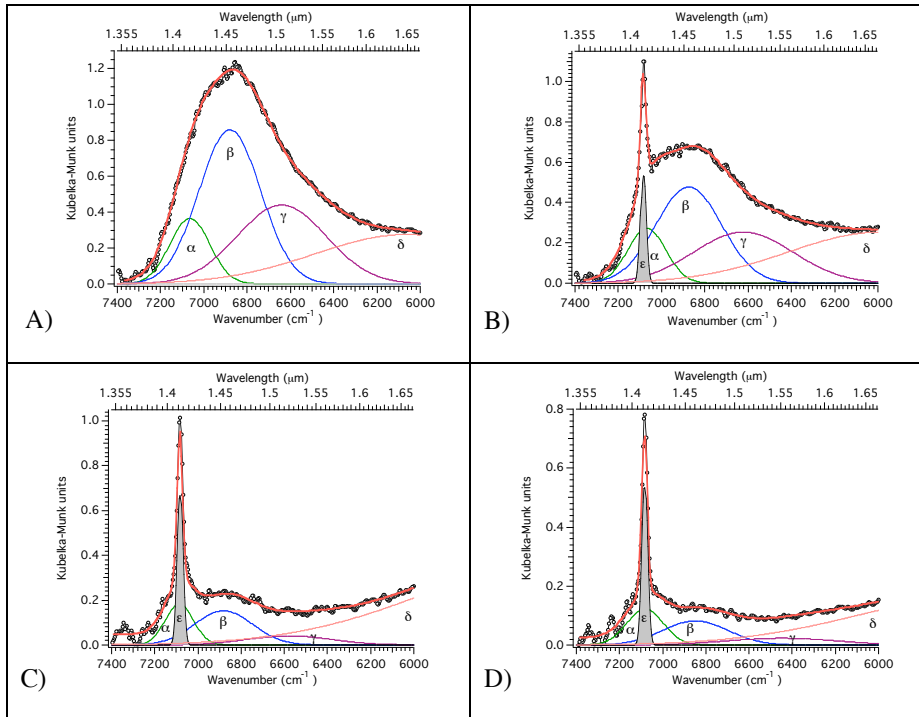 Wavelength (μm)
1.355 1.4 1.45 1.5 1.55 1.6 1.65
Kubelka-Munk units
1.2
1.0
0.8
0.6
0.4
0.2
0.0
α
β
γ
δ
7400 7200 7000 6800 6600 6400 6200 6000
Wavenumber (cm⁻¹)
A)
Wavelength (μm)
1.355 1.4 1.45 1.5 1.55 1.6 1.65
Kubelka-Munk units
1.0
0.8
0.6
0.4
0.2
0.0
ε
α
β
γ
δ
7400 7200 7000 6800 6600 6400 6200 6000
Wavenumber (cm⁻¹)
B)
Wavelength (μm)
1.355 1.4 1.45 1.5 1.55 1.6 1.65
Kubelka-Munk units
1.0
0.8
0.6
0.4
0.2
0.0
α
ε
β
γ
δ
7400 7200 7000 6800 6600 6400 6200 6000
Wavenumber (cm⁻¹)
C)
Wavelength (μm)
1.355 1.4 1.45 1.5 1.55 1.6 1.65
Kubelka-Munk units
0.8
0.6
0.4
0.2
0.0
α
ε
β
γ
δ
7400 7200 7000 6800 6600 6400 6200 6000
Wavenumber (cm⁻¹)
D)